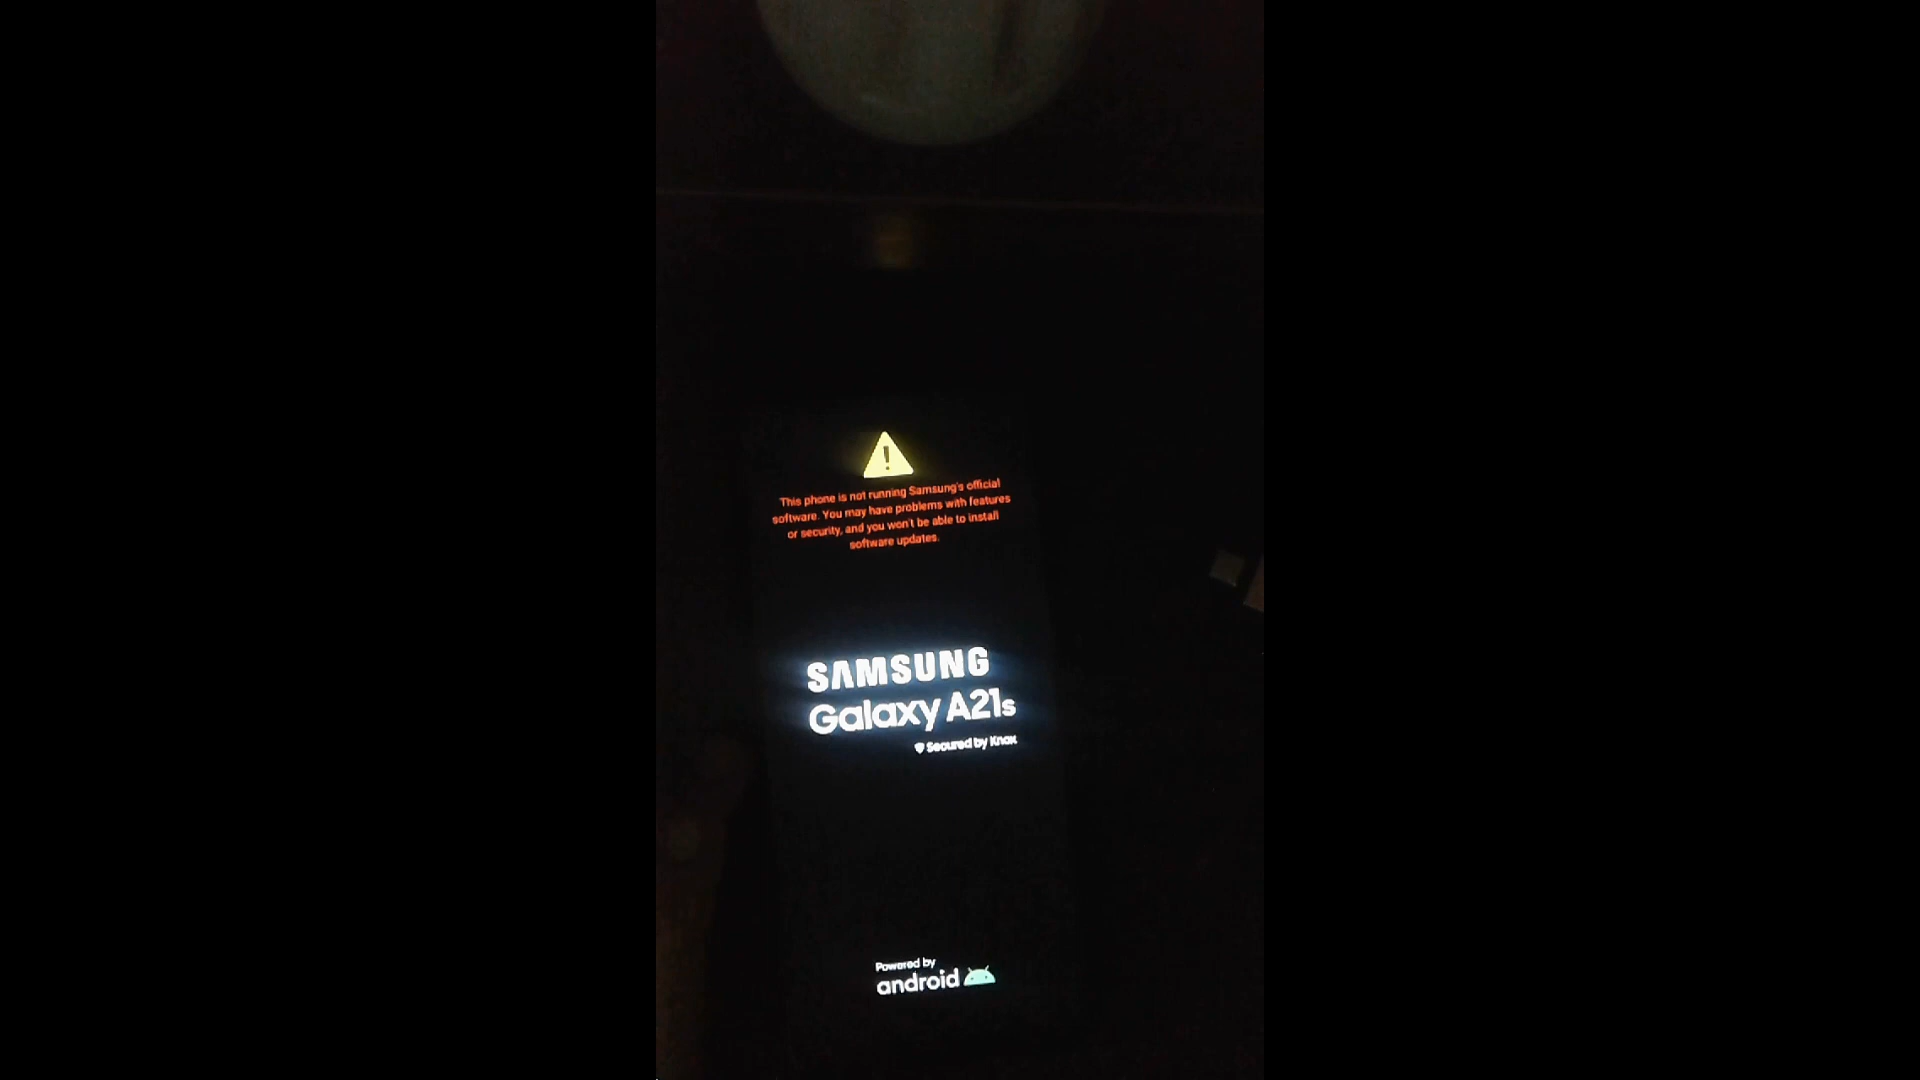 This phone is not running Samsung's official
software. You may have problems with features
or security, and you won't be able to install
software updates.
SAMSUNG
Galaxy A21s
Secured by Knox
Powered by
android